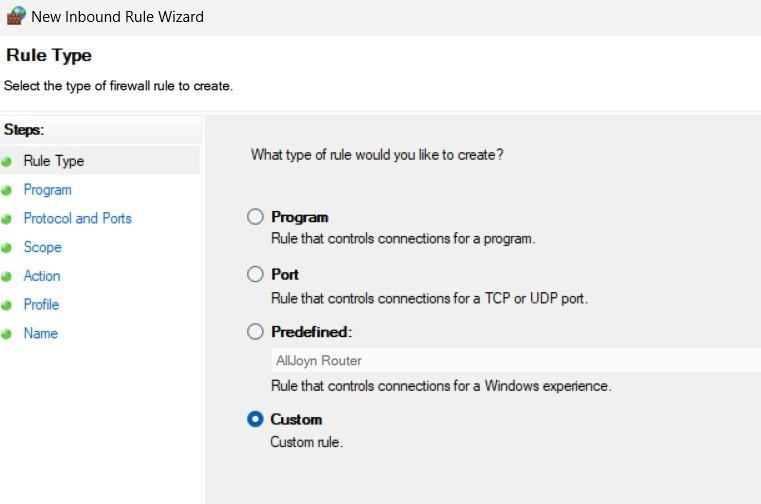 New Inbound Rule Wizard
Rule Type
Select the type of firewall rule to create.
Steps:
Rule Type
Program
Protocol and Ports
Scope
Action
Profile
Name
What type of rule would you like to create?
Program
Rule that controls connections for a program.
Port
Rule that controls connections for a TCP or UDP port.
Predefined:
AllJoyn Router
Rule that controls connections for a Windows experience.
Custom
Custom rule.